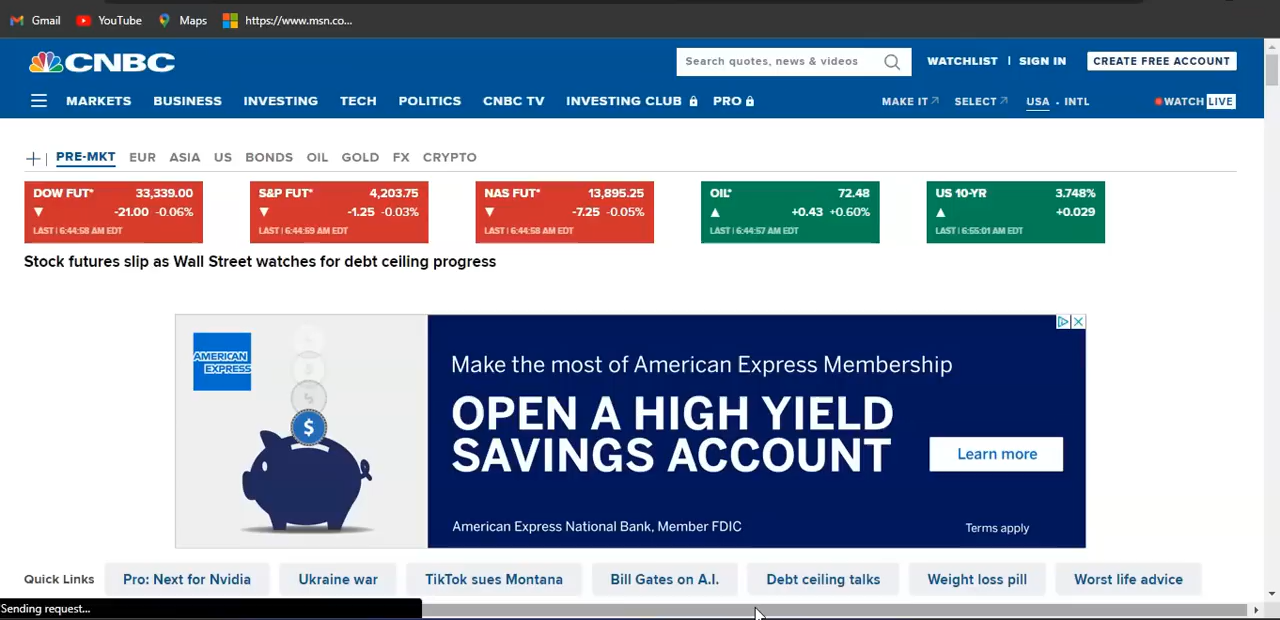 Gmail YouTube Maps https://www.msn.co...
CNBC Search quotes, news & videos WATCHLIST | SIGN IN CREATE FREE ACCOUNT
MARKETS BUSINESS INVESTING TECH POLITICS CNBC TV INVESTING CLUB PRO MAKE IT SELECT USA - INTL WATCH LIVE
PRE-MKT EUR ASIA US BONDS OIL GOLD FX CRYPTO
DOW FUT* 33,339.00 S&P FUT* 4,203.75 NAS FUT* 13,895.25 OIL* 72.48 US 10-YR 3.748%
-21.00 -0.06% -1.25 -0.03% -7.25 -0.05% +0.43 +0.60% +0.029
LAST | 6:44:58 AM EDT LAST | 6:44:59 AM EDT LAST | 6:44:58 AM EDT LAST | 6:44:57 AM EDT LAST | 6:55:01 AM EDT
Stock futures slip as Wall Street watches for debt ceiling progress
AMERICAN
EXPRESS
Make the most of American Express Membership
OPEN A HIGH YIELD
SAVINGS ACCOUNT
Learn more
American Express National Bank, Member FDIC Terms apply
Quick Links Pro: Next for Nvidia Ukraine war TikTok sues Montana Bill Gates on A.I. Debt ceiling talks Weight loss pill Worst life advice
Sending request...